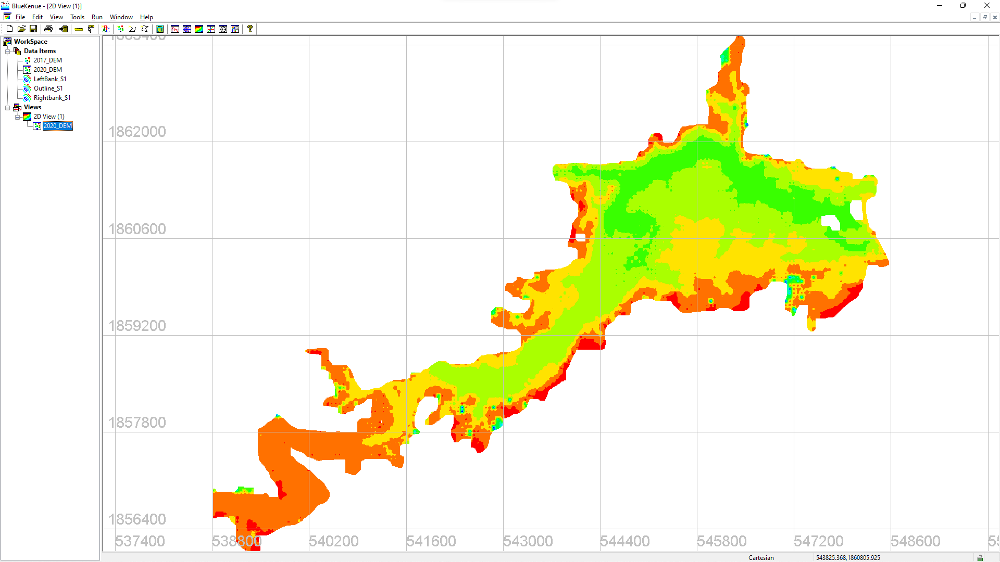 BlueKenue - [2D View (1)]
File Edit View Tools Run Window Help
WorkSpace
Data Items
2017_DEM
2020_DEM
LeftBank_S1
Outline_S1
Rightbank_S1
Views
2D View (1)
2020_DEM
1863400
1862000
1860600
1859200
1857800
1856400
537400 538800 540200 541600 543000 544400 545800 547200 548600
Cartesian 543825.368,1860805.925